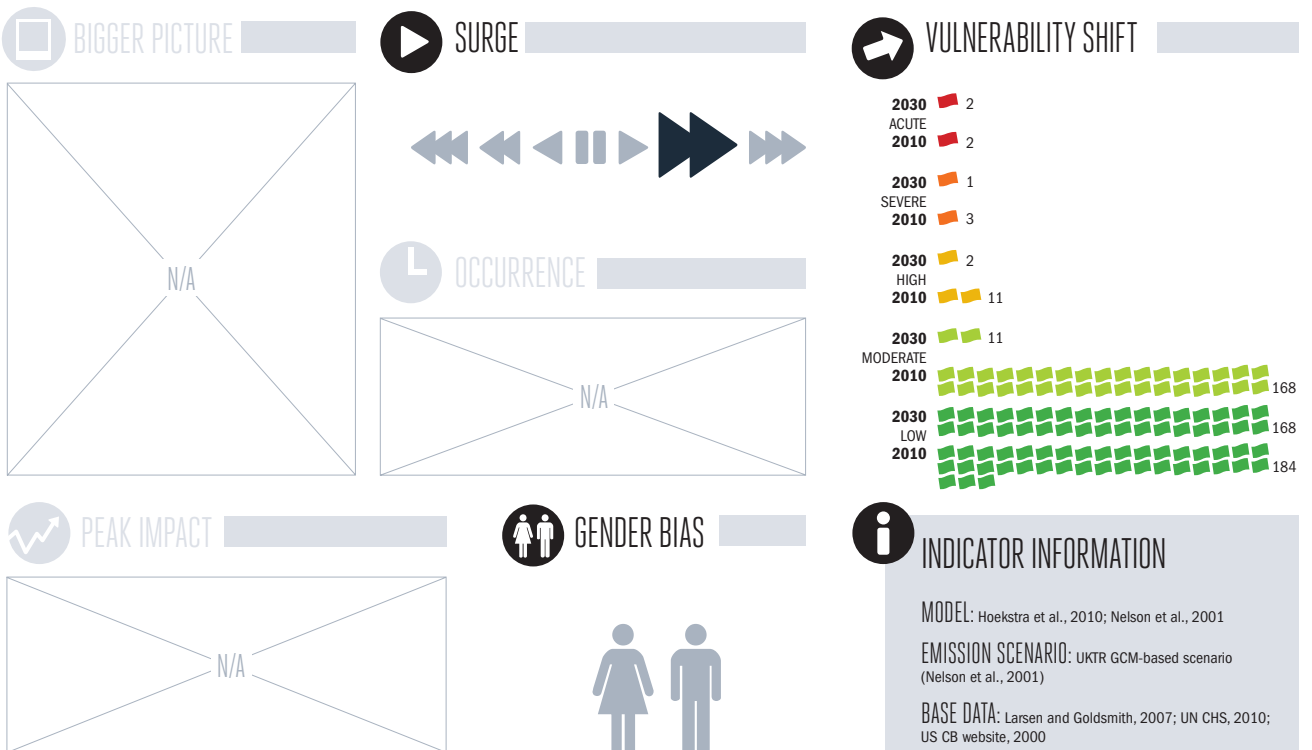 BIGGER PICTURE
N/A
SURGE
OCCURRENCE
N/A
VULNERABILITY SHIFT
2030 2
ACUTE
2010 2
2030 1
SEVERE
2010 3
2030 2
HIGH
2010 11
2030 11
MODERATE
2010 168
2030 168
LOW
2010 184
PEAK IMPACT
N/A
GENDER BIAS
INDICATOR INFORMATION
MODEL: Hoekstra et al., 2010; Nelson et al., 2001
EMISSION SCENARIO: UKTR GCM-based scenario
(Nelson et al., 2001)
BASE DATA: Larsen and Goldsmith, 2007; UN CHS, 2010;
US CB website, 2000